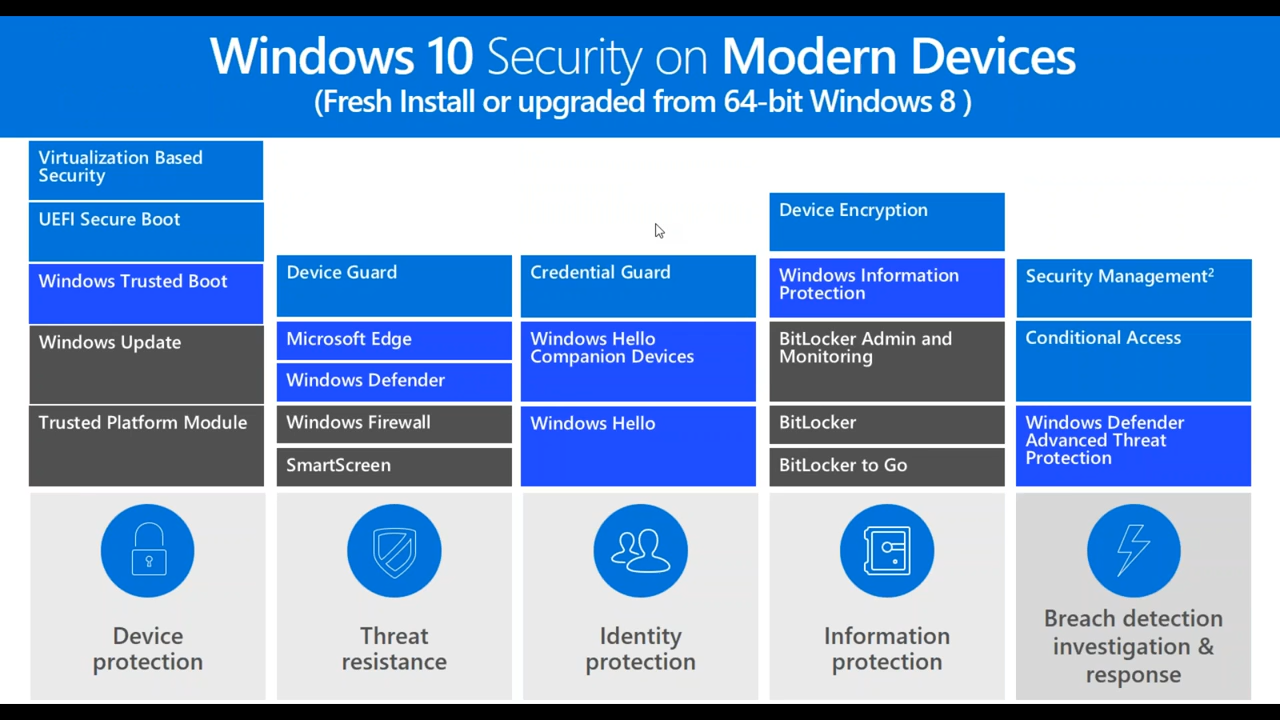 Windows 10 Security on Modern Devices
(Fresh Install or upgraded from 64-bit Windows 8 )
Virtualization Based
Security
UEFI Secure Boot
Windows Trusted Boot
Windows Update
Trusted Platform Module
Device
protection
Device Guard
Microsoft Edge
Windows Defender
Windows Firewall
SmartScreen
Threat
resistance
Credential Guard
Windows Hello
Companion Devices
Windows Hello
Identity
protection
Device Encryption
Windows Information
Protection
BitLocker Admin and
Monitoring
BitLocker
BitLocker to Go
Information
protection
Security Management²
Conditional Access
Windows Defender
Advanced Threat
Protection
Breach detection
investigation &
response